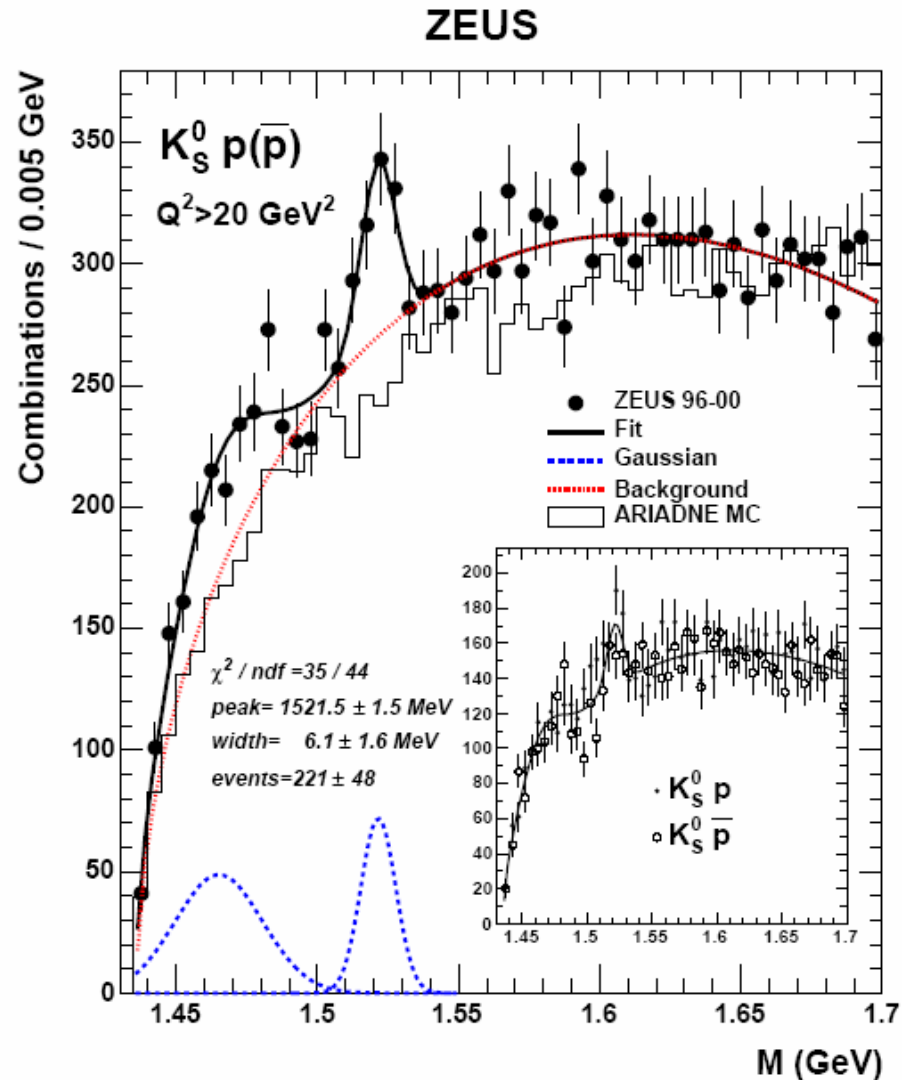 ZEUS
Combinations / 0.005 GeV
350
300
250
200
150
100
50
0
K⁰_S p(p̅)
Q²>20 GeV²
ZEUS 96-00
Fit
Gaussian
Background
ARIADNE MC
χ² / ndf =35 / 44
peak= 1521.5 ± 1.5 MeV
width= 6.1 ± 1.6 MeV
events=221 ± 48
200
180
160
140
120
100
80
60
40
20
0
K⁰_S p
K⁰_S p̅
1.45 1.5 1.55 1.6 1.65 1.7
1.45 1.5 1.55 1.6 1.65 1.7
M (GeV)